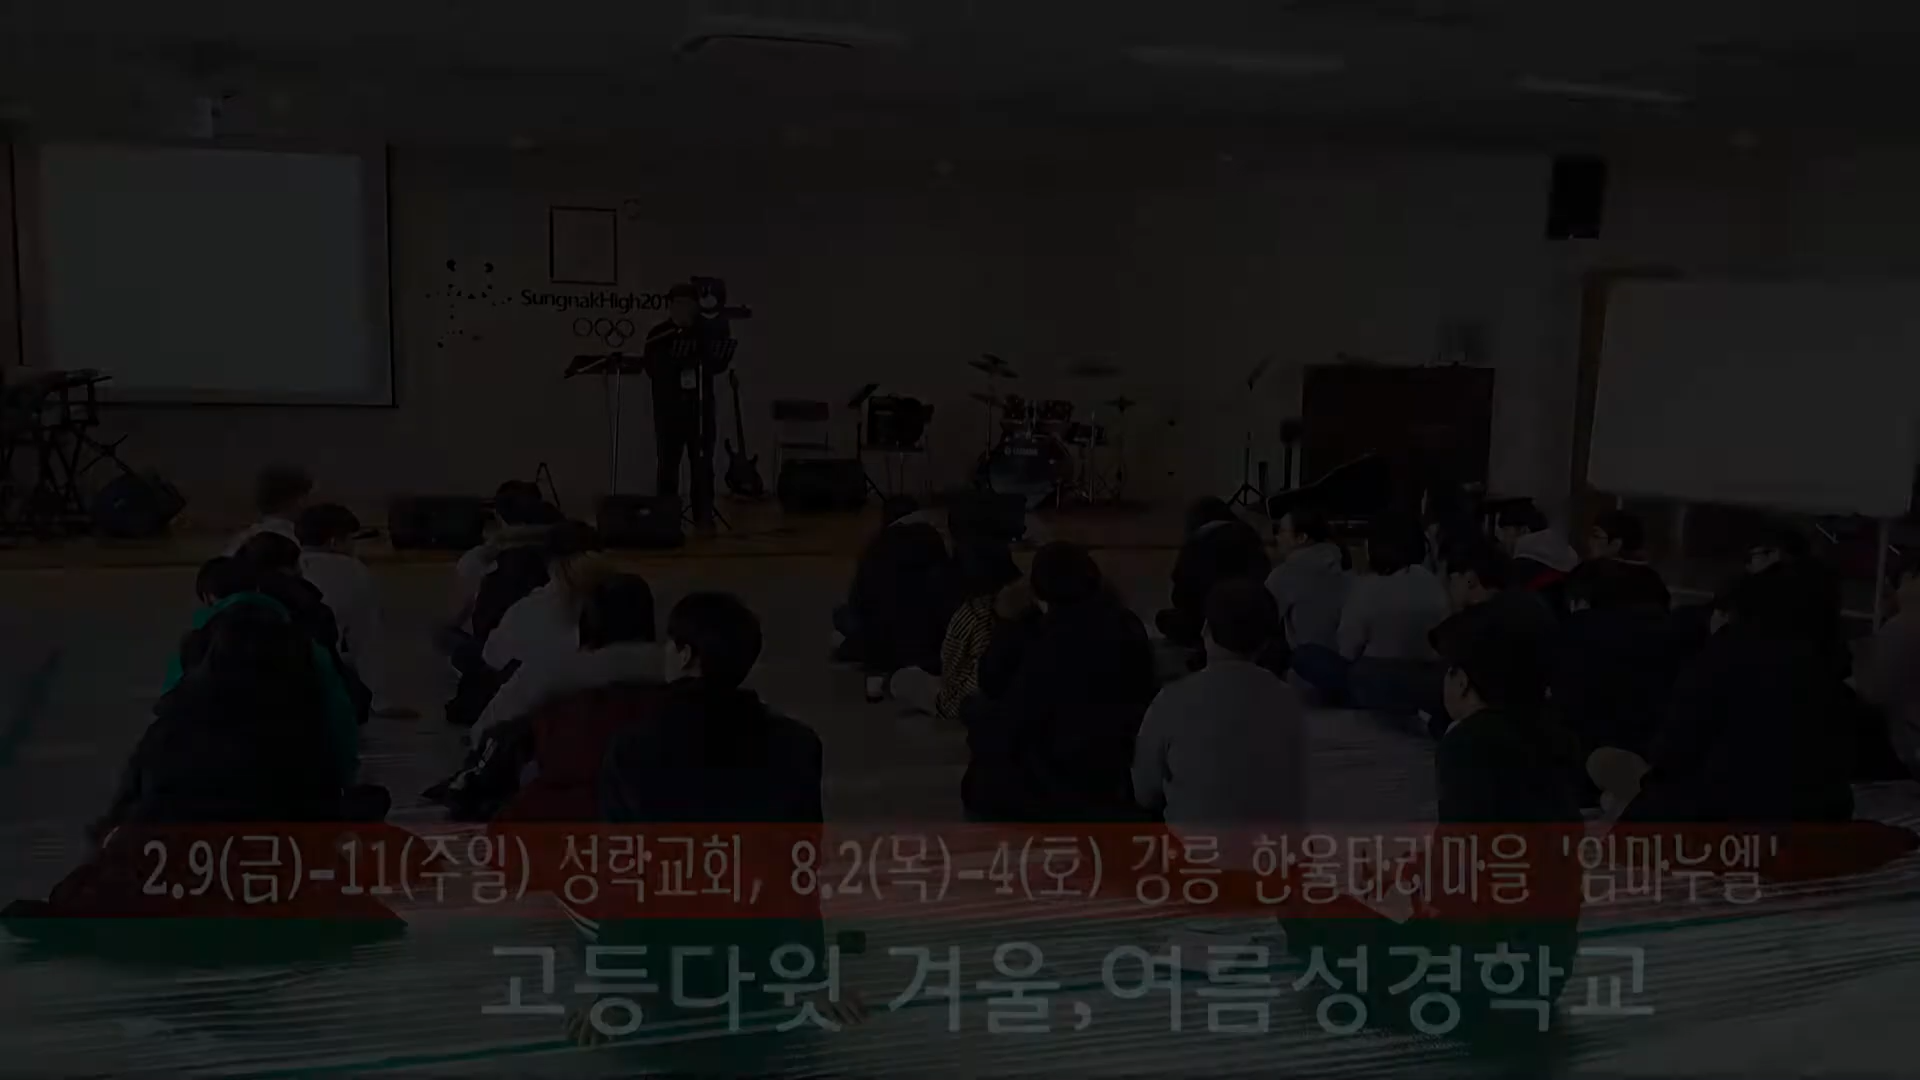 SungnakHigh201
2.9(금)-11(주일) 성락교회, 8.2(목)-4(토) 강릉 한울타리마을 '임마누엘'
고등다윗 겨울,여름성경학교